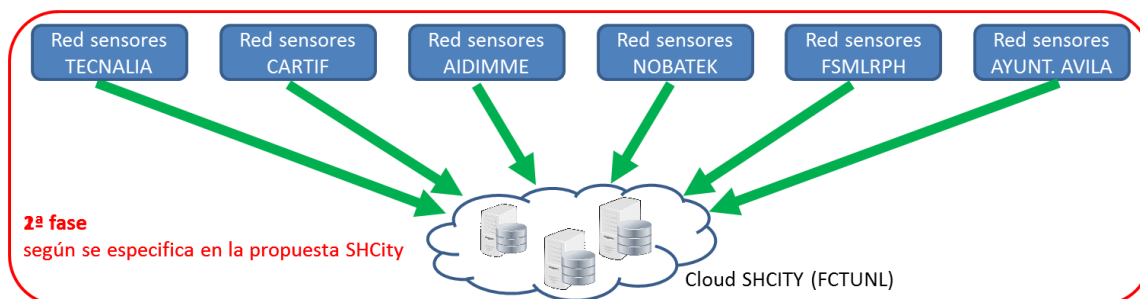 Red sensores
TECNALIA
Red sensores
CARTIF
Red sensores
AIDIMME
Red sensores
NOBATEK
Red sensores
FSMLRPH
Red sensores
AYUNT. AVILA
2ª fase
según se especifica en la propuesta SHCity
Cloud SHCITY (FCTUNL)